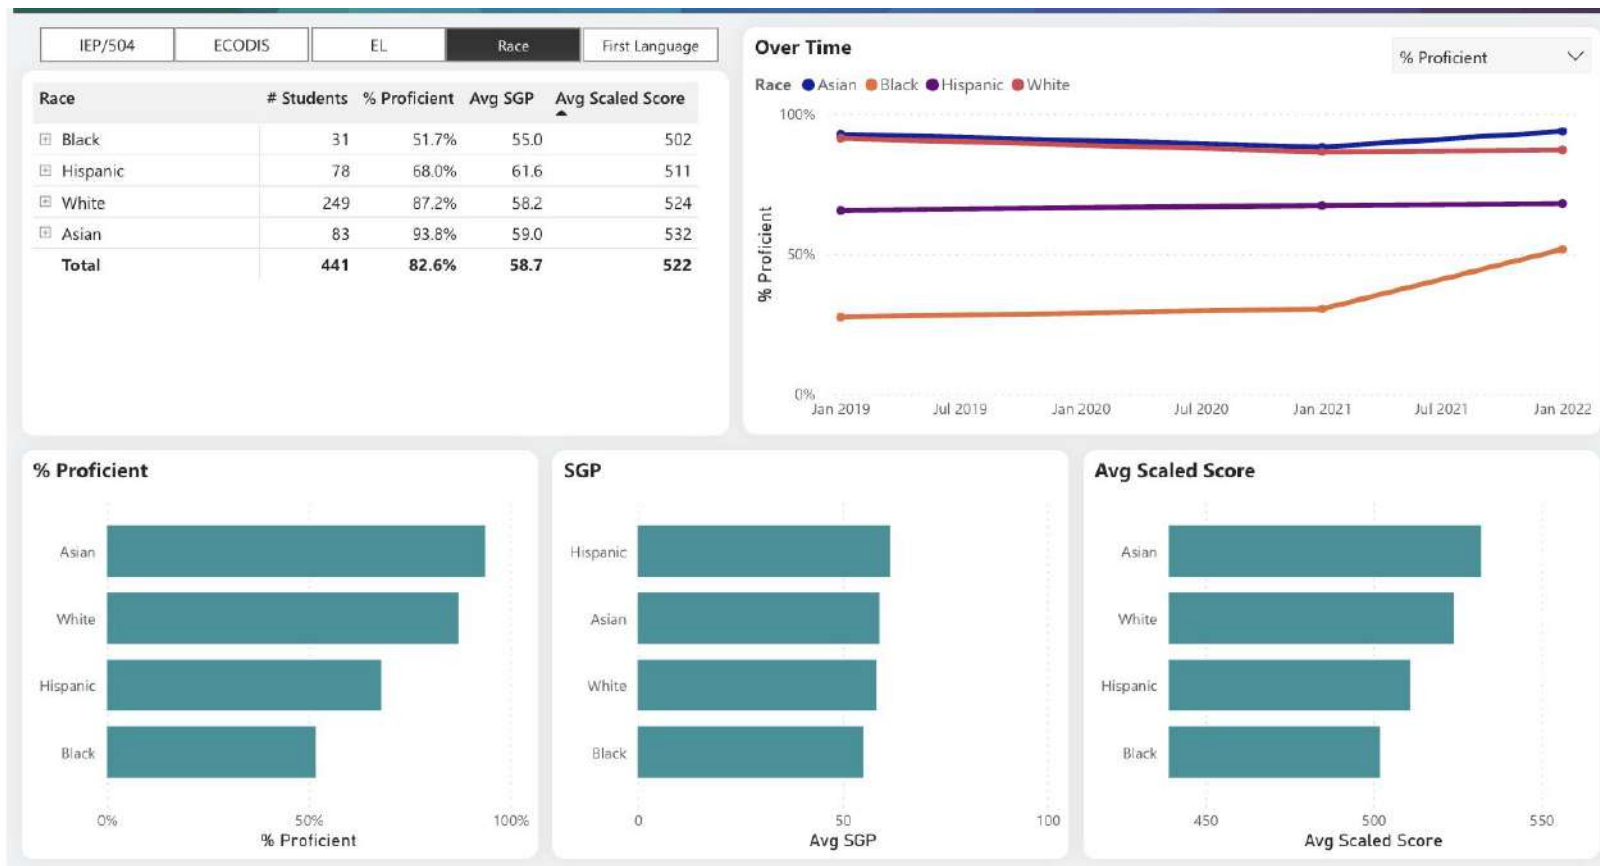 IEP/504 ECODIS EL Race First Language
Race # Students % Proficient Avg SGP Avg Scaled Score
Black 31 51.7% 55.0 502
Hispanic 78 68.0% 61.6 511
White 249 87.2% 58.2 524
Asian 83 93.8% 59.0 532
Total 441 82.6% 58.7 522
Over Time
% Proficient
Race Asian Black Hispanic White
100%
50%
0%
% Proficient
Jan 2019 Jul 2019 Jan 2020 Jul 2020 Jan 2021 Jul 2021 Jan 2022
% Proficient
Asian
White
Hispanic
Black
0% 50% 100%
% Proficient
SGP
Hispanic
Asian
White
Black
0 50 100
Avg SGP
Avg Scaled Score
Asian
White
Hispanic
Black
450 500 550
Avg Scaled Score